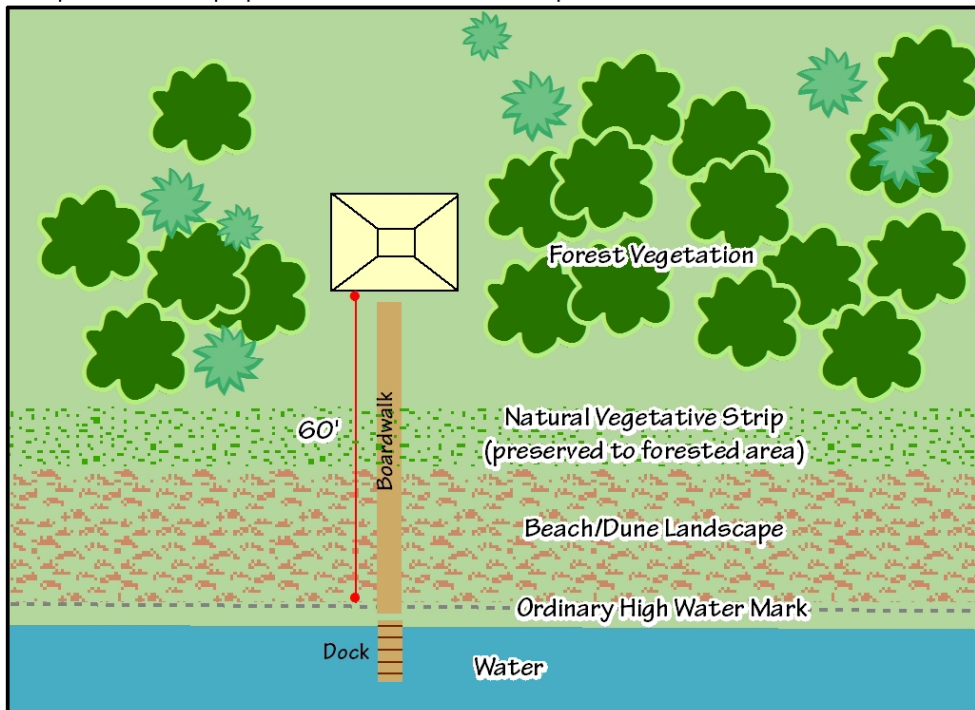 Forest Vegetation
60'
Boardwalk
Natural Vegetative Strip
(preserved to forested area)
Beach/Dune Landscape
Ordinary High Water Mark
Dock
Water